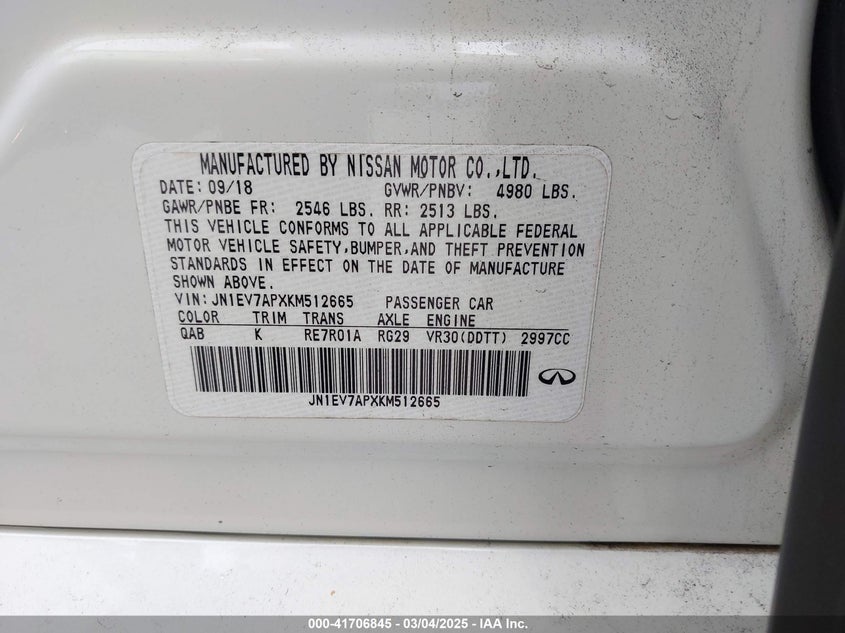 MANUFACTURED BY NISSAN MOTOR CO.,LTD.
DATE: 09/18 GVWR/PNBV: 4980 LBS.
GAWR/PNBE FR: 2546 LBS. RR: 2513 LBS.
THIS VEHICLE CONFORMS TO ALL APPLICABLE FEDERAL
MOTOR VEHICLE SAFETY,BUMPER,AND THEFT PREVENTION
STANDARDS IN EFFECT ON THE DATE OF MANUFACTURE
SHOWN ABOVE.
VIN: JN1EV7APXKM512665 PASSENGER CAR
COLOR TRIM TRANS AXLE ENGINE
QAB K RE7R01A RG29 VR30(DDTT) 2997CC
JN1EV7APXKM512665
000-41706845 - 03/04/2025 - IAA Inc.